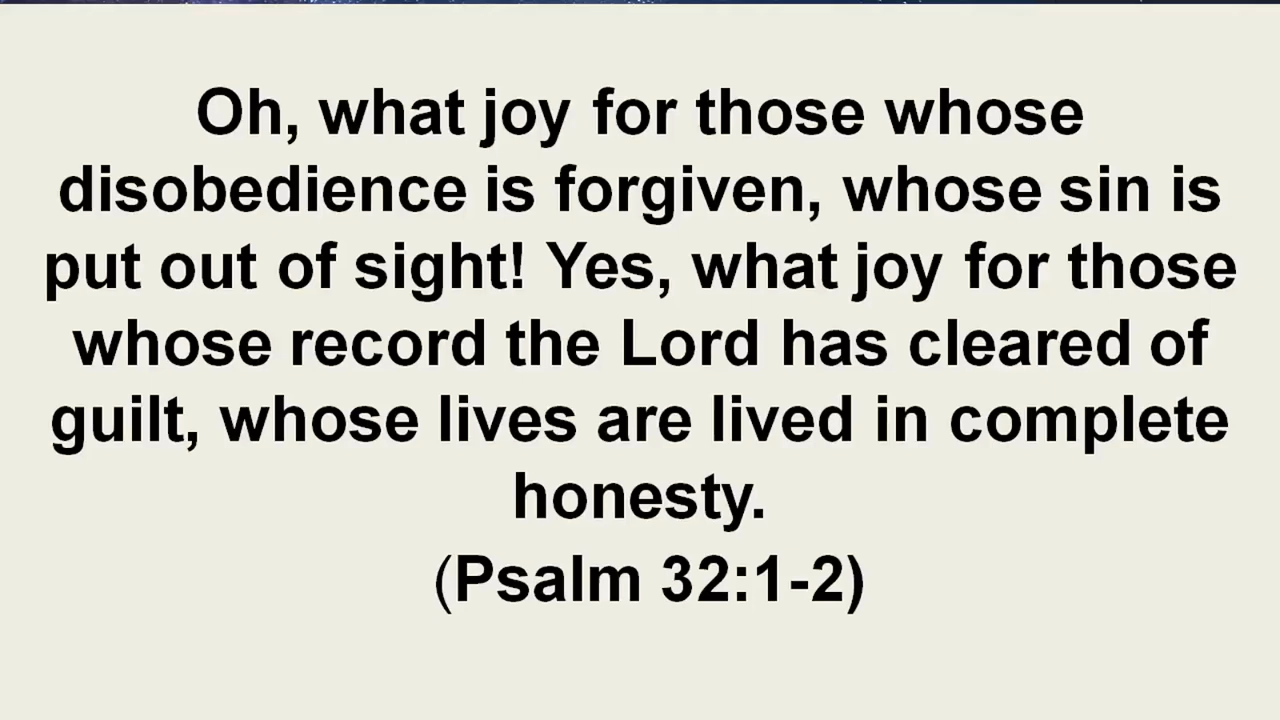 Oh, what joy for those whose
disobedience is forgiven, whose sin is
put out of sight! Yes, what joy for those
whose record the Lord has cleared of
guilt, whose lives are lived in complete
honesty.
(Psalm 32:1-2)